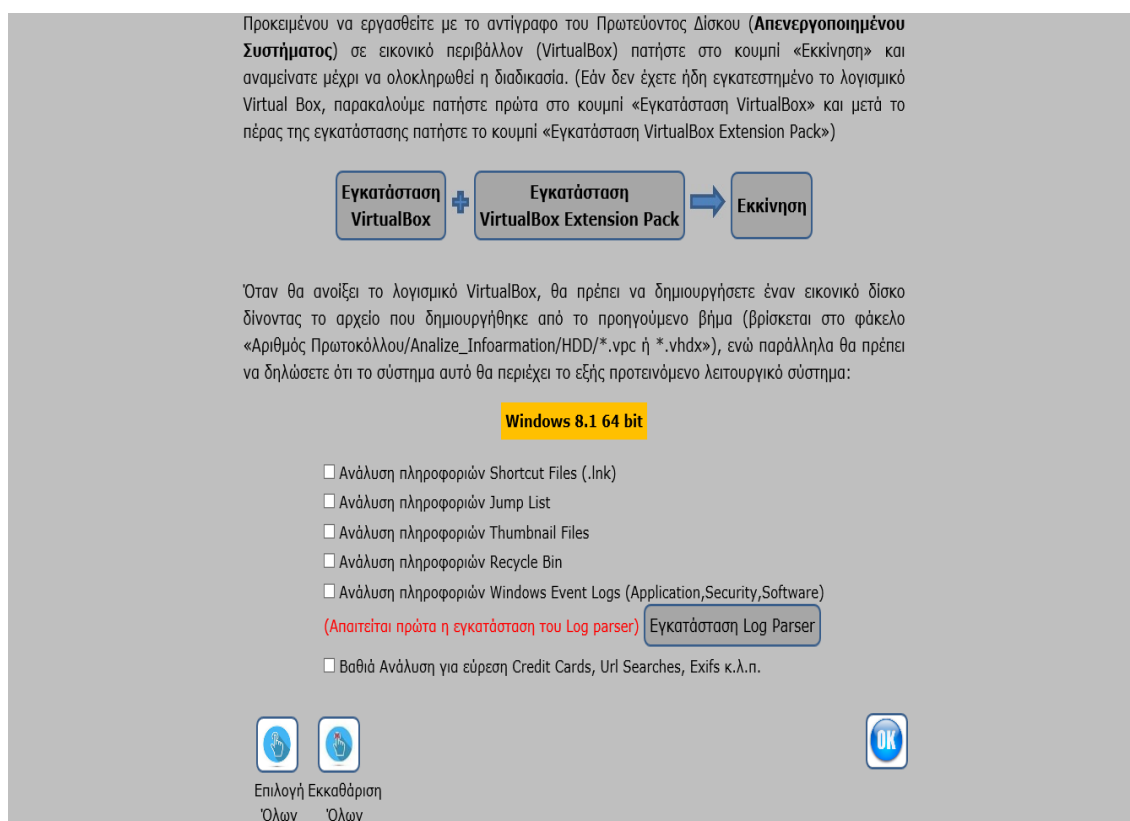 Προκειμένου να εργασθείτε με το αντίγραφο του Πρωτεύοντος Δίσκου (Απενεργοποιημένου
Συστήματος) σε εικονικό περιβάλλον (VirtualBox) πατήστε στο κουμπί «Εκκίνηση» και
αναμείνατε μέχρι να ολοκληρωθεί η διαδικασία. (Εάν δεν έχετε ήδη εγκατεστημένο το λογισμικό
Virtual Box, παρακαλούμε πατήστε πρώτα στο κουμπί «Εγκατάσταση VirtualBox» και μετά το
πέρας της εγκατάστασης πατήστε το κουμπί «Εγκατάσταση VirtualBox Extension Pack»)
Εγκατάσταση
VirtualBox
Εγκατάσταση
VirtualBox Extension Pack
Εκκίνηση
Όταν θα ανοίξει το λογισμικό VirtualBox, θα πρέπει να δημιουργήσετε έναν εικονικό δίσκο
δίνοντας το αρχείο που δημιουργήθηκε από το προηγούμενο βήμα (βρίσκεται στο φάκελο
«Αριθμός Πρωτοκόλλου/Analize_Infoarmation/HDD/*.vpc ή *.vhdx»), ενώ παράλληλα θα πρέπει
να δηλώσετε ότι το σύστημα αυτό θα περιέχει το εξής προτεινόμενο λειτουργικό σύστημα:
Windows 8.1 64 bit
Ανάλυση πληροφοριών Shortcut Files (.lnk)
Ανάλυση πληροφοριών Jump List
Ανάλυση πληροφοριών Thumbnail Files
Ανάλυση πληροφοριών Recycle Bin
Ανάλυση πληροφοριών Windows Event Logs (Application,Security,Software)
(Απαιτείται πρώτα η εγκατάσταση του Log parser) Εγκατάσταση Log Parser
Βαθιά Ανάλυση για εύρεση Credit Cards, Url Searches, Exifs κ.λ.π.
OK
Επιλογή Εκκαθάριση
Όλων Όλων